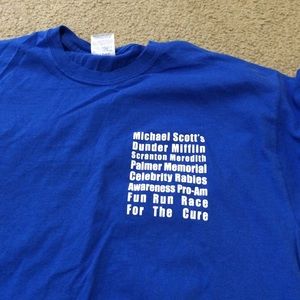 Michael Scott's
Dunder Mifflin
Scranton Meredith
Palmer Memorial
Celebrity Rabies
Awareness Pro-Am
Fun Run Race
For The Cure